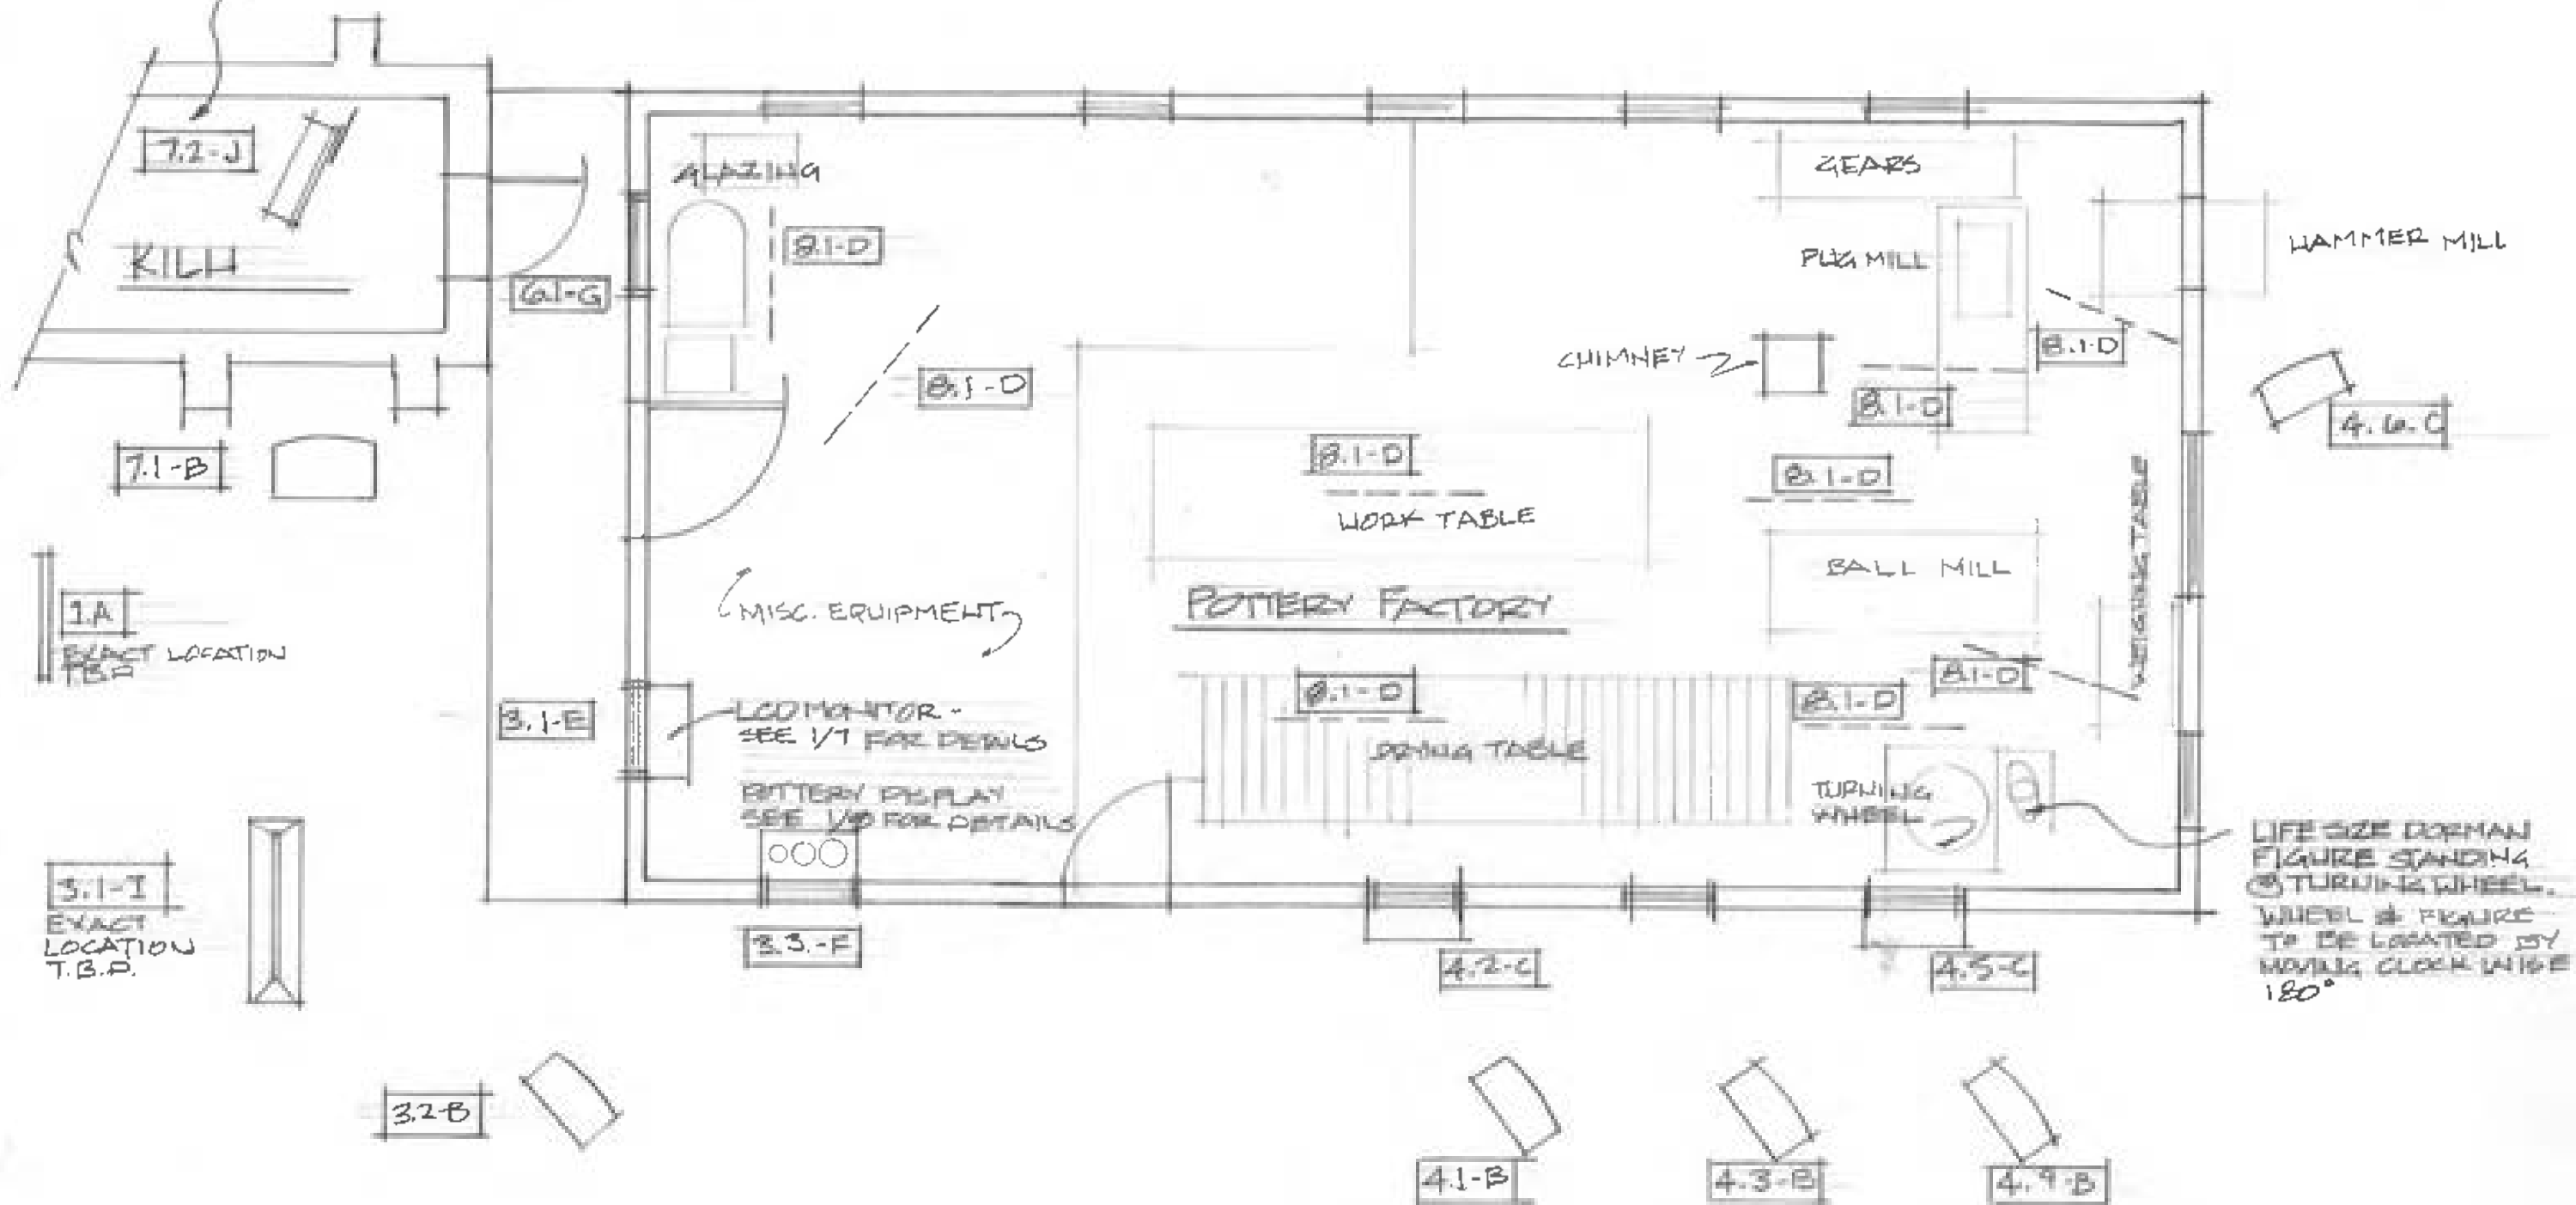 7.2-J
KILN
6.1-G
7.1-B
1.A
EXACT LOCATION
T.B.D
3.1-E
3.1-I
EXACT
LOCATION
T.B.D.
3.2-B
GLAZING
8.1-D
8.1-D
MISC. EQUIPMENT
LCD MONITOR -
SEE 1/7 FOR DETAILS
POTTERY DISPLAY
SEE FOR DETAILS
3.3.-F
8.1-D
WORK TABLE
POTTERY FACTORY
8.1-D
DRYING TABLE
CHIMNEY
GEARS
PUG MILL
HAMMER MILL
8.1-D
8.1-D
8.1-D
BALL MILL
WEIGHING TABLE
8.1-D
8.1-D
TURNING
WHEEL
4.6.C
LIFE SIZE DORMAN
FIGURE STANDING
@ TURNING WHEEL.
WHEEL & FIGURE
TO BE LOCATED BY
MOVING CLOCK WISE
180°
4.2-C
4.5-C
4.1-B
4.3-B
4.4-B